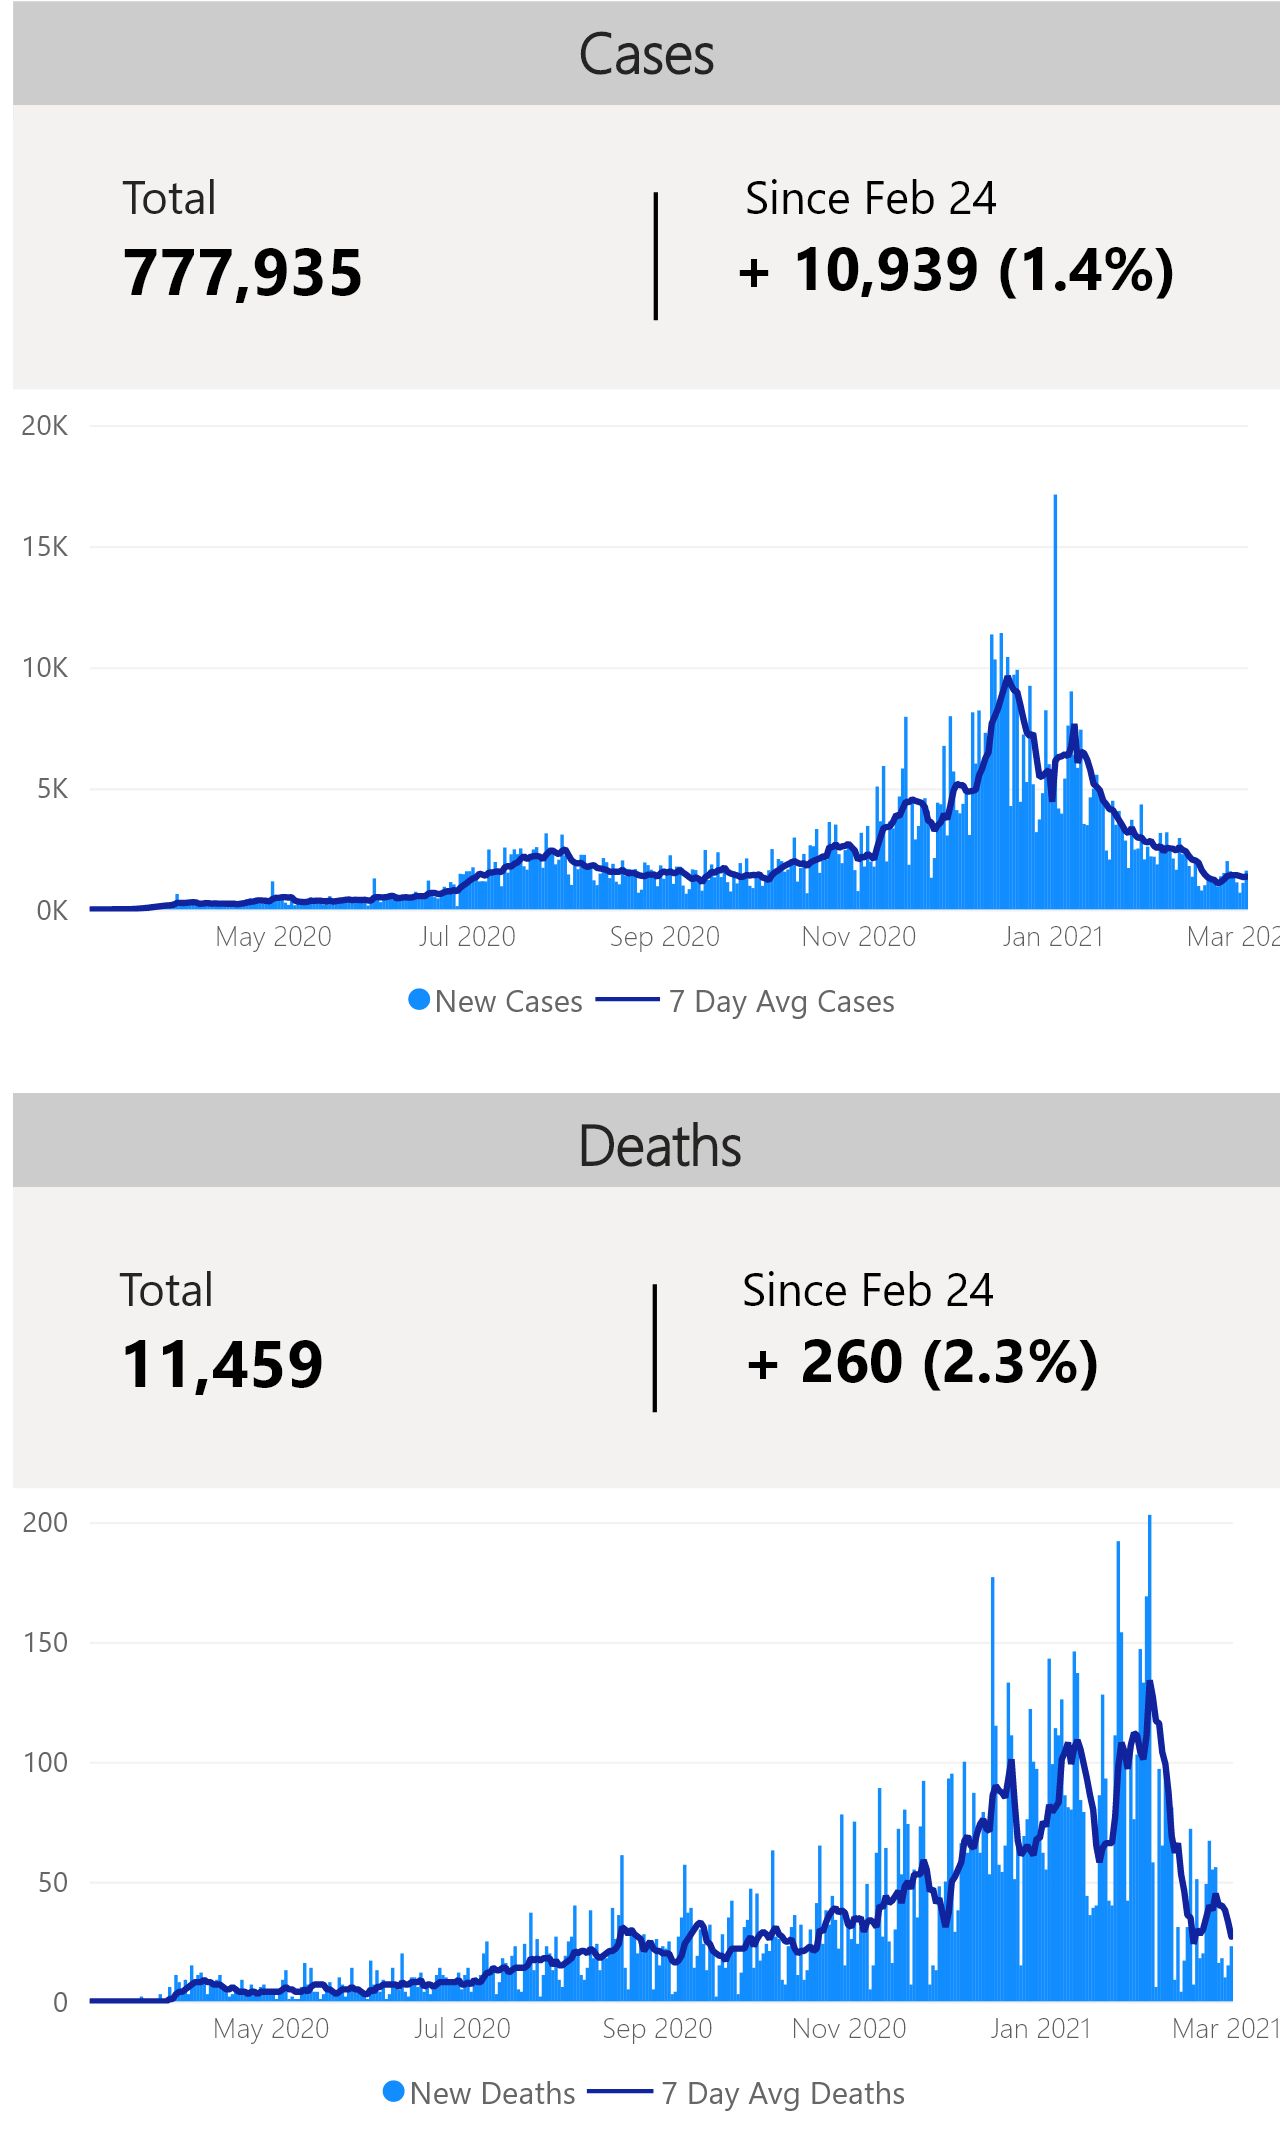 Cases
Total
Since Feb 24
777,935
+ 10,939 (1.4%)
20K
15K
10K
5K
0K
May 2020
Jul 2020
Sep 2020
Nov 2020
Jan 2021
Mar 202
New Cases
7 Day Avg Cases
Deaths
Total
Since Feb 24
11,459
+ 260 (2.3%)
200
150
100
50
0
May 2020
Jul 2020
Sep 2020
Nov 2020
Jan 2021
Mar 2021
New Deaths
7 Day Avg Deaths